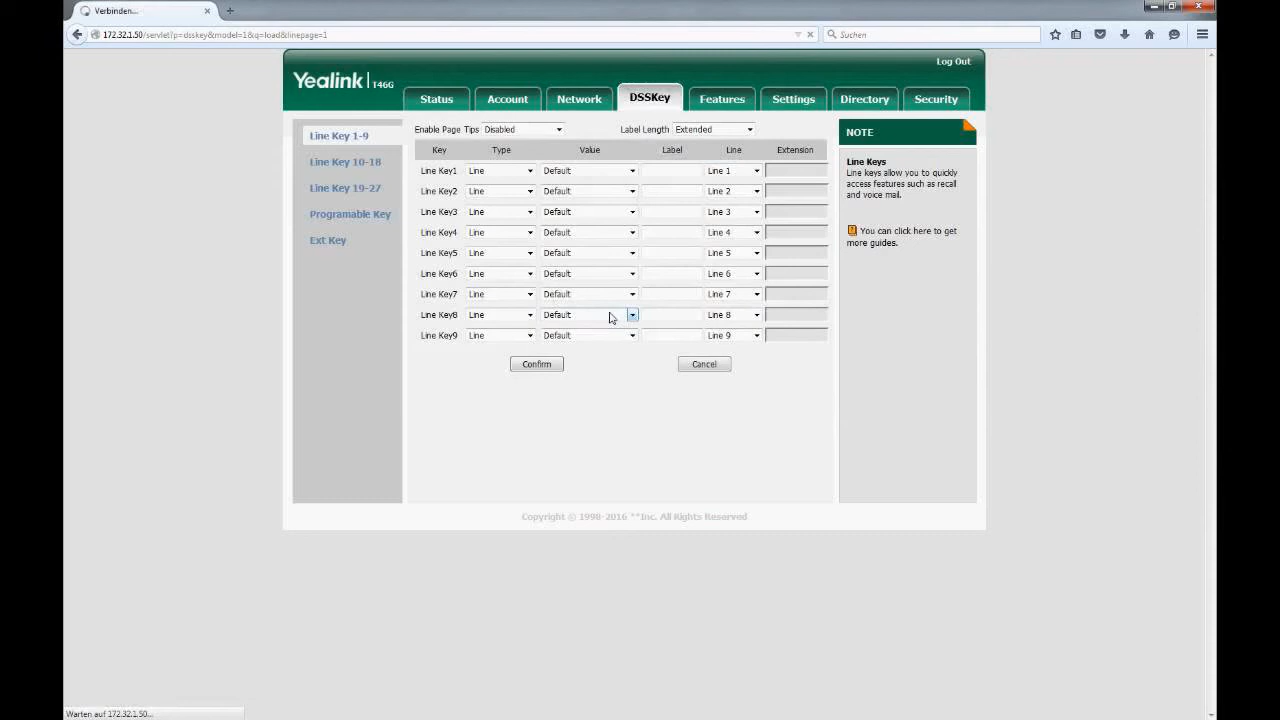 Verbinden...
172.32.1.50/servlet?p=dsskey&model=1&q=load&linepage=1
Suchen
Log Out
Yealink | T46G
Status Account Network DSSKey Features Settings Directory Security
Line Key 1-9
Line Key 10-18
Line Key 19-27
Programable Key
Ext Key
Enable Page Tips Disabled Label Length Extended
Key Type Value Label Line Extension
Line Key1 Line Default Line 1
Line Key2 Line Default Line 2
Line Key3 Line Default Line 3
Line Key4 Line Default Line 4
Line Key5 Line Default Line 5
Line Key6 Line Default Line 6
Line Key7 Line Default Line 7
Line Key8 Line Default Line 8
Line Key9 Line Default Line 9
Confirm Cancel
NOTE
Line Keys
Line keys allow you to quickly
access features such as recall
and voice mail.
You can click here to get
more guides.
Copyright © 1998-2016 **Inc. All Rights Reserved
Warten auf 172.32.1.50...